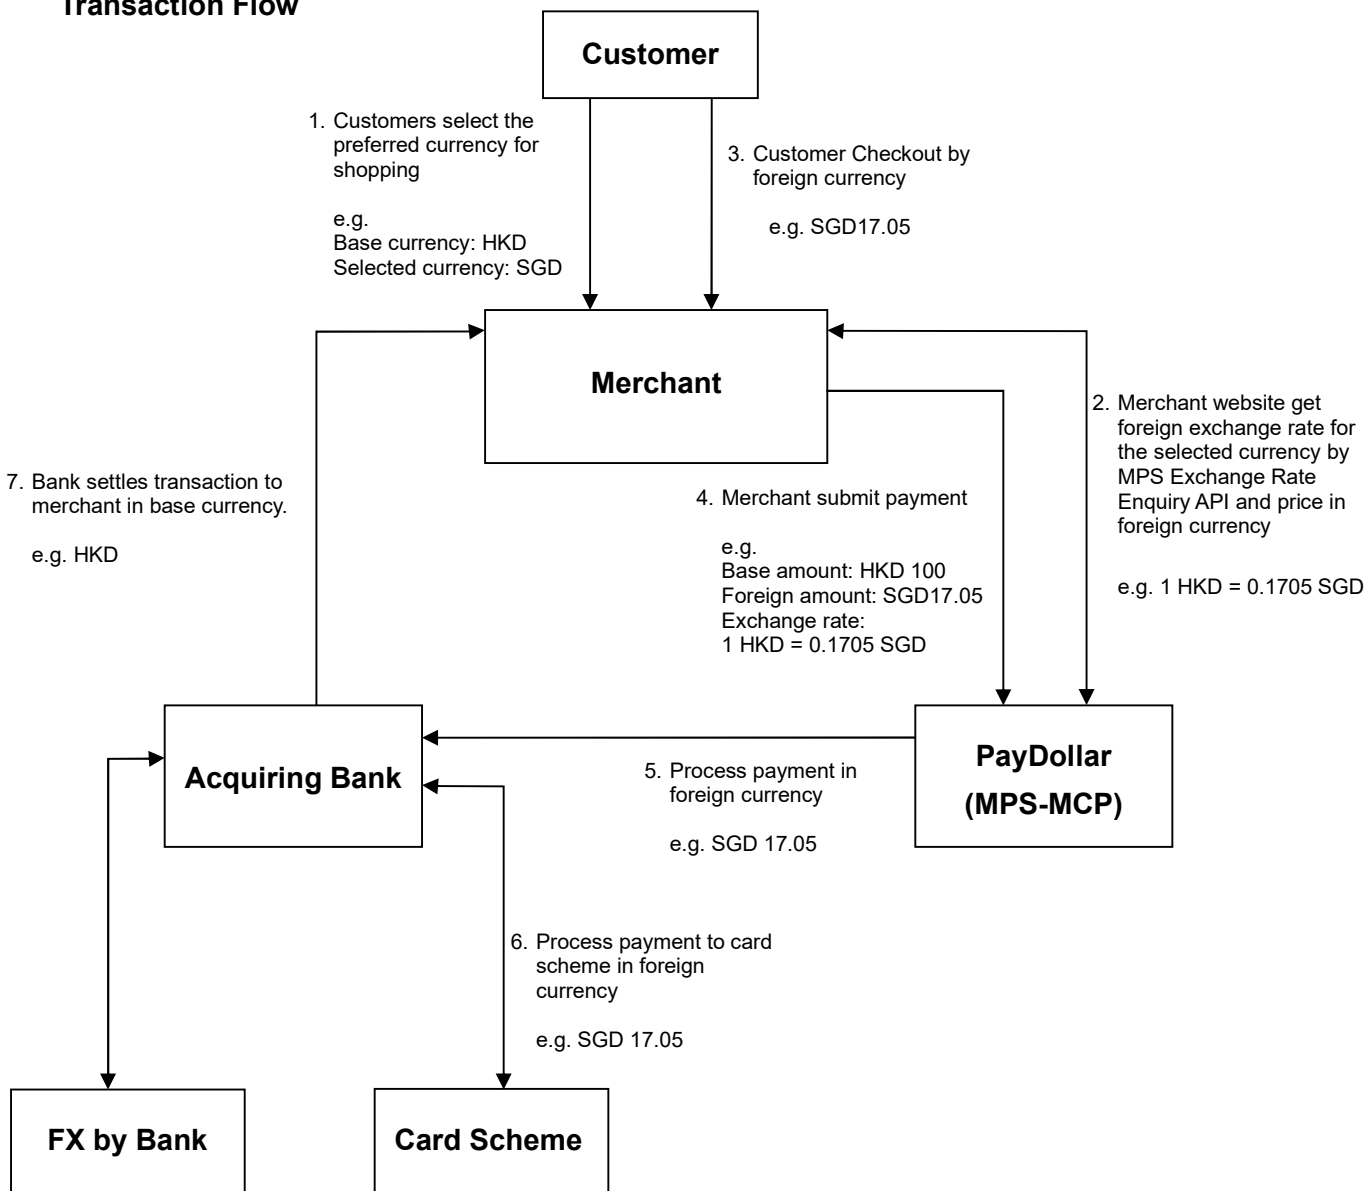 Transaction Flow
Customer
1. Customers select the
preferred currency for
shopping
e.g.
Base currency: HKD
Selected currency: SGD
3. Customer Checkout by
foreign currency
e.g. SGD17.05
Merchant
2. Merchant website get
foreign exchange rate for
the selected currency by
MPS Exchange Rate
Enquiry API and price in
foreign currency
e.g. 1 HKD = 0.1705 SGD
7. Bank settles transaction to
merchant in base currency.
e.g. HKD
4. Merchant submit payment
e.g.
Base amount: HKD 100
Foreign amount: SGD17.05
Exchange rate:
1 HKD = 0.1705 SGD
Acquiring Bank
PayDollar
(MPS-MCP)
5. Process payment in
foreign currency
e.g. SGD 17.05
6. Process payment to card
scheme in foreign
currency
e.g. SGD 17.05
FX by Bank
Card Scheme